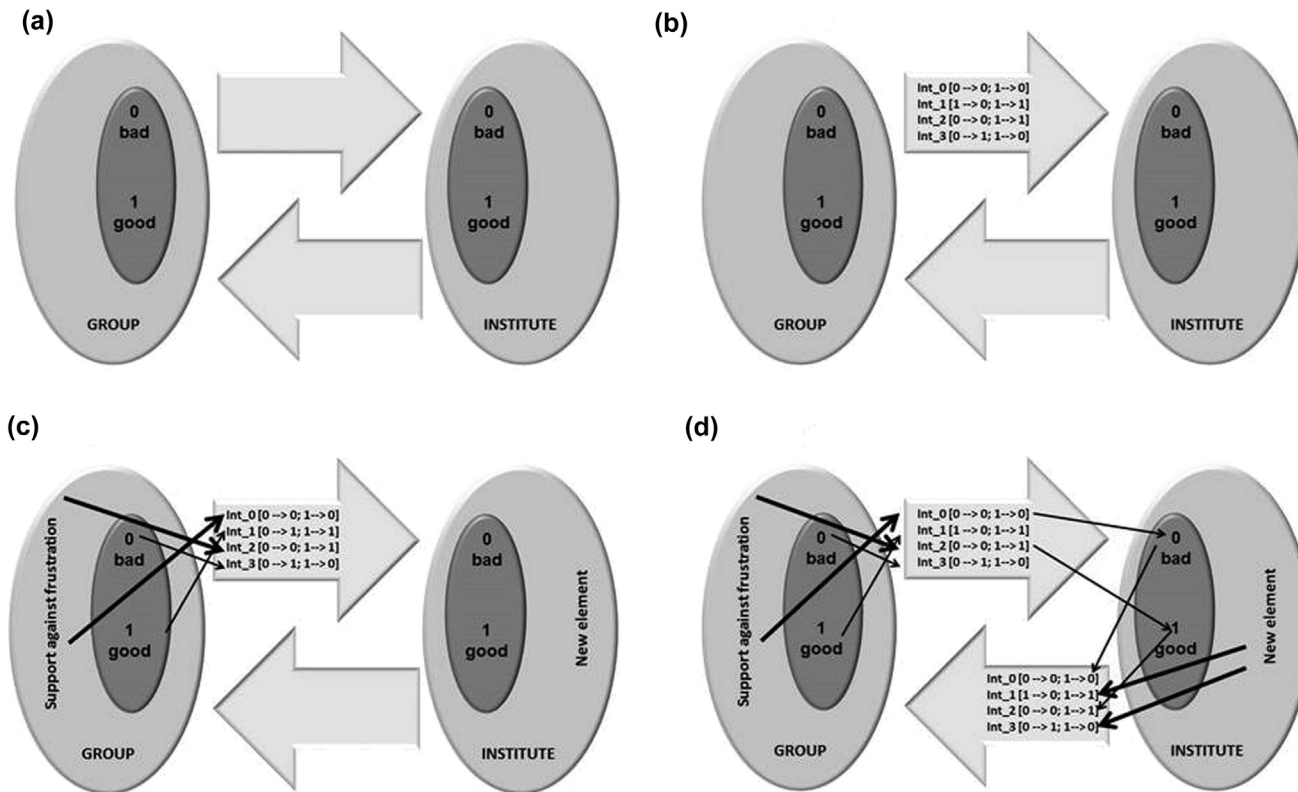 (a)
0
bad
1
good
GROUP
0
bad
1
good
INSTITUTE
(b)
0
bad
1
good
GROUP
Int_0 [0 --> 0; 1--> 0]
Int_1 [1 --> 0; 1--> 1]
Int_2 [0 --> 0; 1--> 1]
Int_3 [0 --> 1; 1--> 0]
0
bad
1
good
INSTITUTE
(c)
Support against frustration
0
bad
1
good
GROUP
Int_0 [0 --> 0; 1--> 0]
Int_1 [0 --> 1; 1--> 1]
Int_2 [0 --> 0; 1--> 1]
Int_3 [0 --> 1; 1--> 0]
New element
INSTITUTE
0
bad
1
good
(d)
Support against frustration
0
bad
1
good
GROUP
Int_0 [0 --> 0; 1--> 0]
Int_1 [1 --> 0; 1--> 1]
Int_2 [0 --> 0; 1--> 1]
Int_3 [0 --> 1; 1--> 0]
0
bad
1
good
New element
Int_0 [0 --> 0; 1--> 0]
Int_1 [1 --> 0; 1--> 1]
Int_2 [0 --> 0; 1--> 1]
Int_3 [0 --> 1; 1--> 0]
INSTITUTE